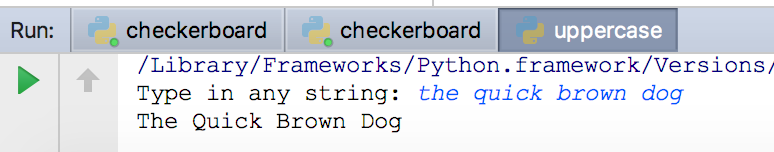 Run: checkerboard checkerboard uppercase
/Library/Frameworks/Python.framework/Versions/
Type in any string: the quick brown dog
The Quick Brown Dog